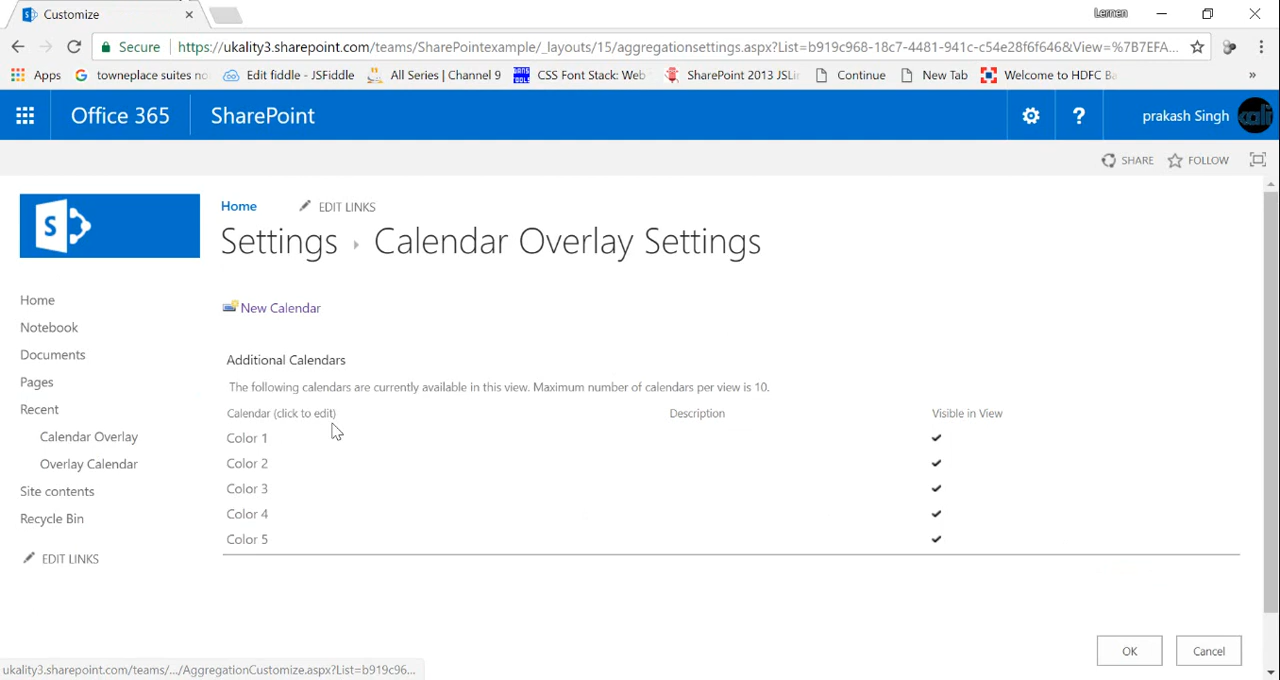 Customize
Lernen
Secure https://ukality3.sharepoint.com/teams/SharePointexample/_layouts/15/aggregationsettings.aspx?List=b919c968-18c7-4481-941c-c54e28f6f646&View=%7B7EFA...
Apps towneplace suites no Edit fiddle - JSFiddle All Series | Channel 9 CSS Font Stack: Web SharePoint 2013 JSLi Continue New Tab Welcome to HDFC Ba »
Office 365 SharePoint ? prakash Singh
SHARE FOLLOW
Home EDIT LINKS
Settings Calendar Overlay Settings
Home
Notebook
Documents
Pages
Recent
Calendar Overlay
Overlay Calendar
Site contents
Recycle Bin
EDIT LINKS
New Calendar
Additional Calendars
The following calendars are currently available in this view. Maximum number of calendars per view is 10.
Calendar (click to edit) Description Visible in View
Color 1
Color 2
Color 3
Color 4
Color 5
OK Cancel
ukality3.sharepoint.com/teams/.../AggregationCustomize.aspx?List=b919c96...